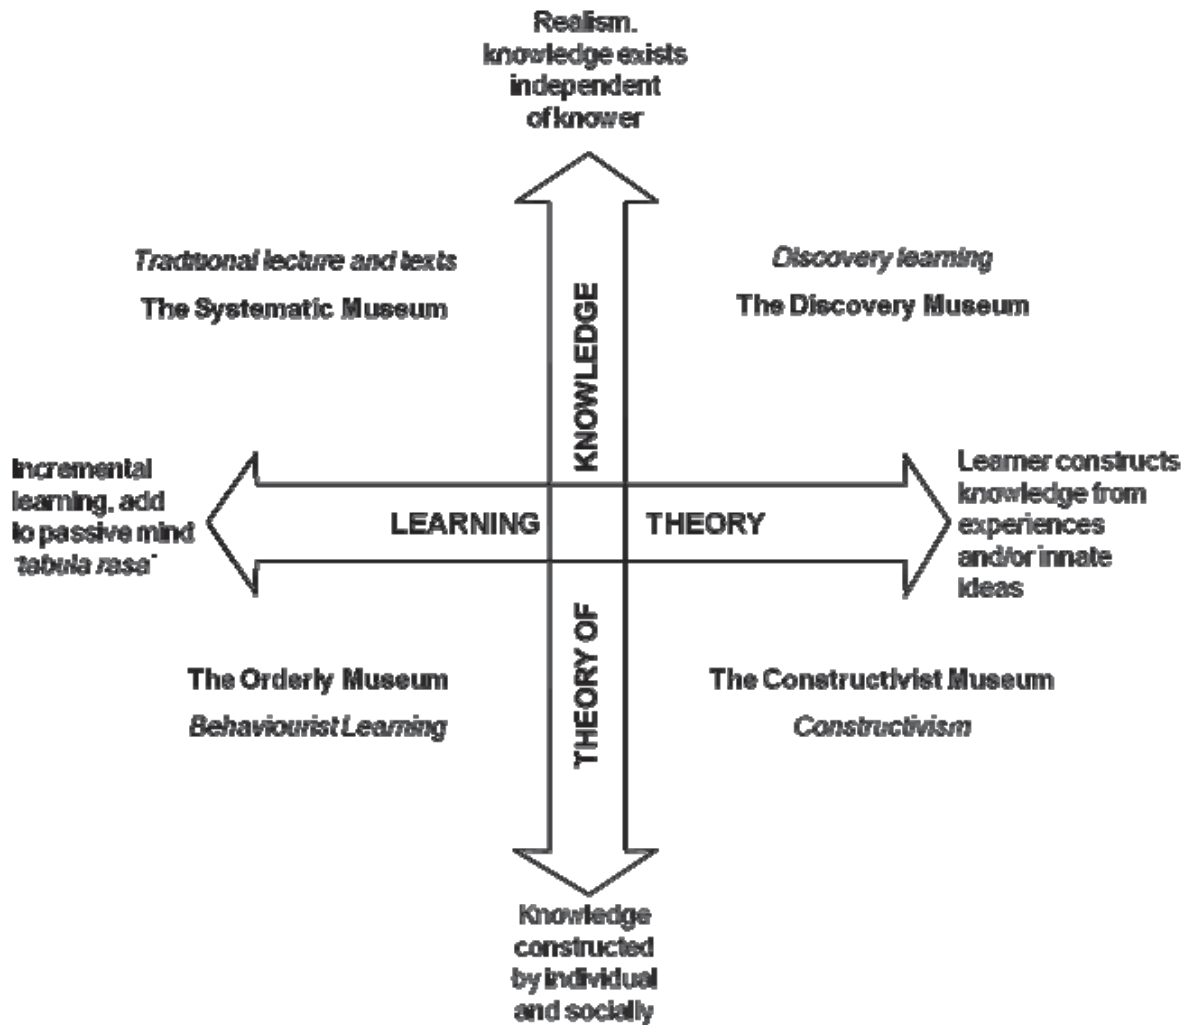 Realism.
knowledge exists
independent
of knower
Traditional lecture and texts
The Systematic Museum
Discovery learning
The Discovery Museum
KNOWLEDGE
Incremental
learning, add
to passive mind
'tabula rasa'
LEARNING THEORY
Learner constructs
knowledge from
experiences
and/or innate
ideas
THEORY OF
The Orderly Museum
Behaviourist Learning
The Constructivist Museum
Constructivism
Knowledge
constructed
by individual
and socially